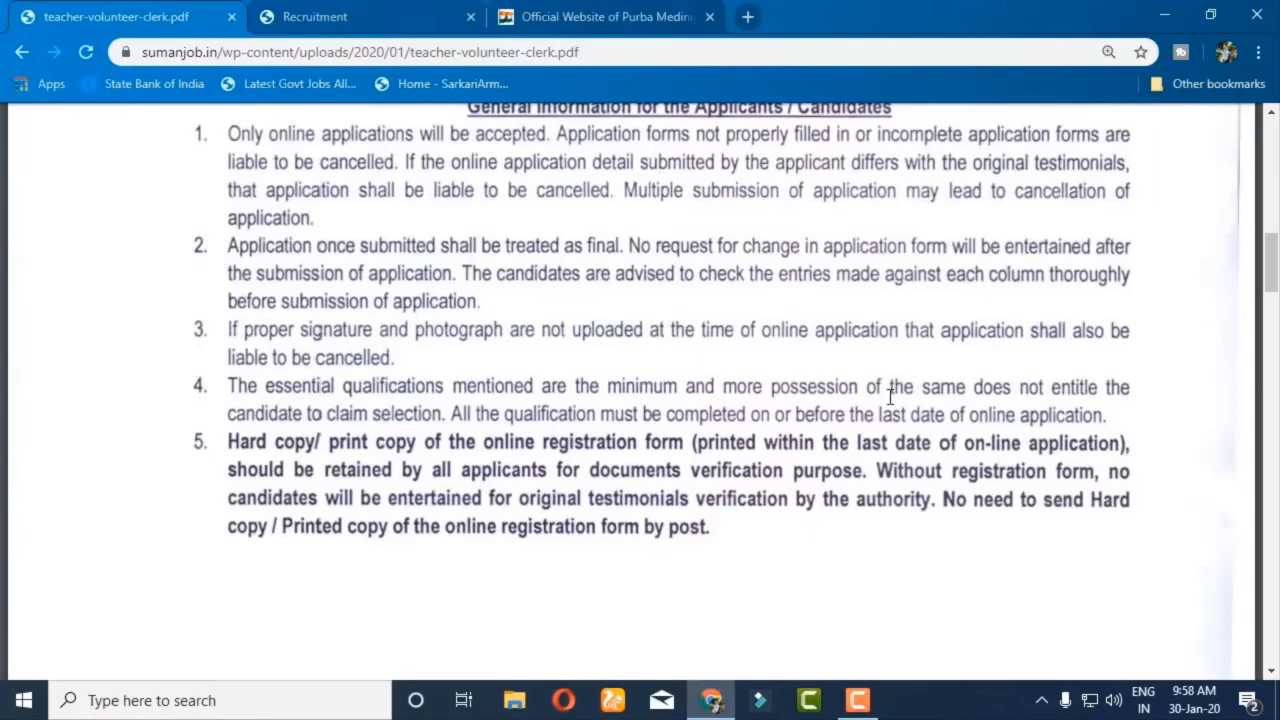 teacher-volunteer-clerk.pdf
Recruitment
Official Website of Purba Medini
sumanjob.in/wp-content/uploads/2020/01/teacher-volunteer-clerk.pdf
Apps
State Bank of India
Latest Govt Jobs All...
Home - SarkariArm...
Other bookmarks
General Information for the Applicants / Candidates
1. Only online applications will be accepted. Application forms not properly filled in or incomplete application forms are
liable to be cancelled. If the online application detail submitted by the applicant differs with the original testimonials,
that application shall be liable to be cancelled. Multiple submission of application may lead to cancellation of
application.
2. Application once submitted shall be treated as final. No request for change in application form will be entertained after
the submission of application. The candidates are advised to check the entries made against each column thoroughly
before submission of application.
3. If proper signature and photograph are not uploaded at the time of online application that application shall also be
liable to be cancelled.
4. The essential qualifications mentioned are the minimum and more possession of the same does not entitle the
candidate to claim selection. All the qualification must be completed on or before the last date of online application.
5. Hard copy/ print copy of the online registration form (printed within the last date of on-line application),
should be retained by all applicants for documents verification purpose. Without registration form, no
candidates will be entertained for original testimonials verification by the authority. No need to send Hard
copy / Printed copy of the online registration form by post.
Type here to search
ENG
IN
9:58 AM
30-Jan-20
2